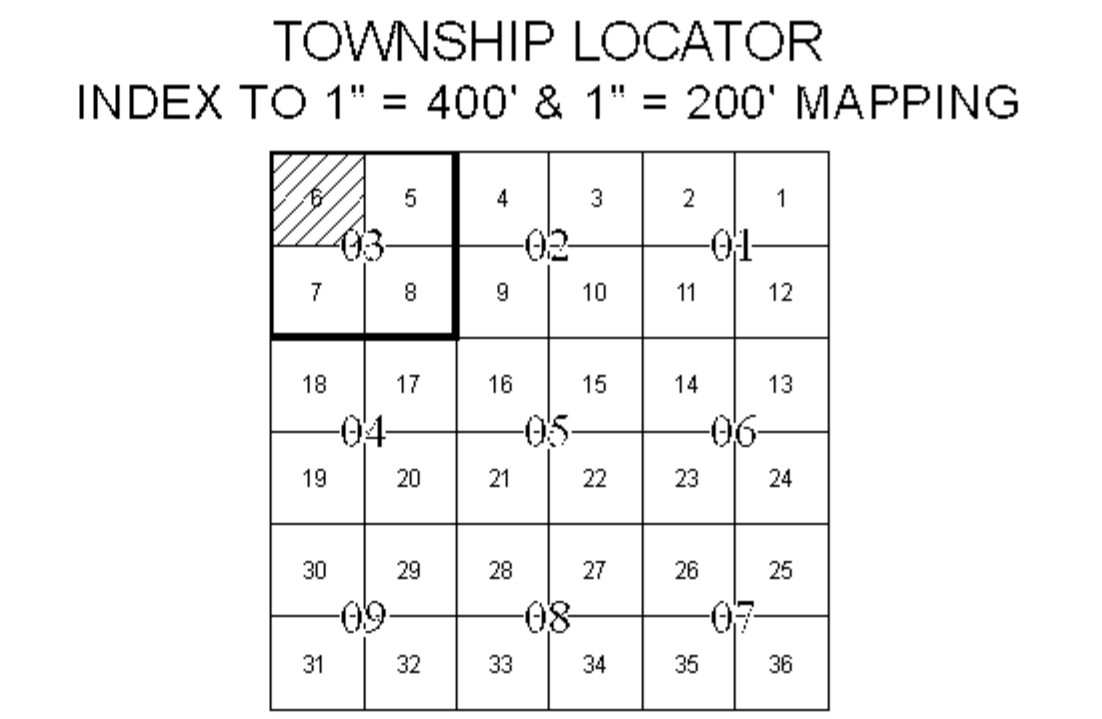 TOWNSHIP LOCATOR
INDEX TO 1" = 400' & 1" = 200' MAPPING
6 5 4 3 2 1
03 02 01
7 8 9 10 11 12
18 17 16 15 14 13
04 05 06
19 20 21 22 23 24
30 29 28 27 26 25
09 08 07
31 32 33 34 35 36